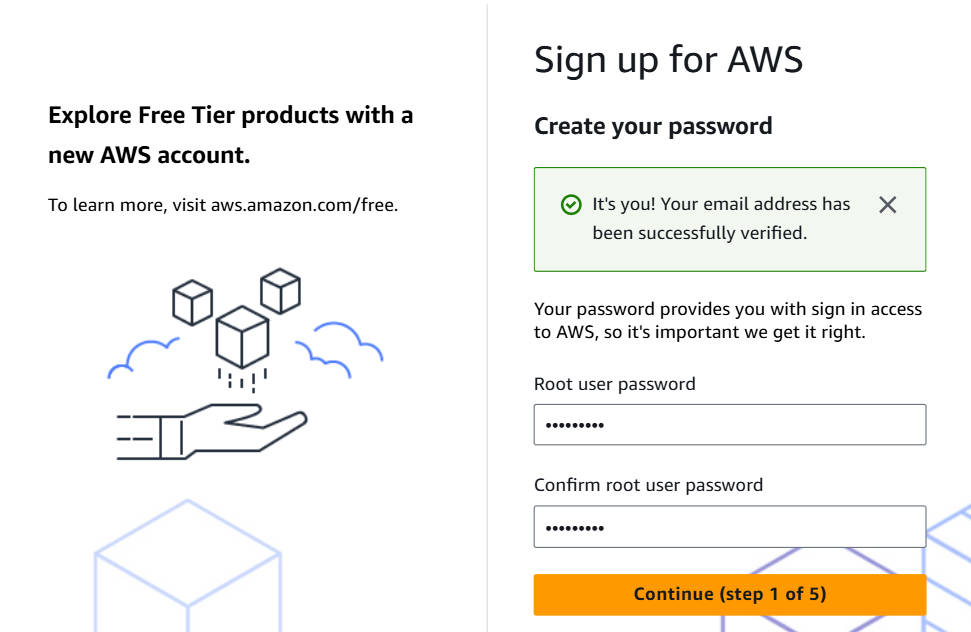 Explore Free Tier products with a
new AWS account.
To learn more, visit aws.amazon.com/free.
Sign up for AWS
Create your password
It's you! Your email address has
been successfully verified.
Your password provides you with sign in access
to AWS, so it's important we get it right.
Root user password
•••••••••
Confirm root user password
•••••••••
Continue (step 1 of 5)